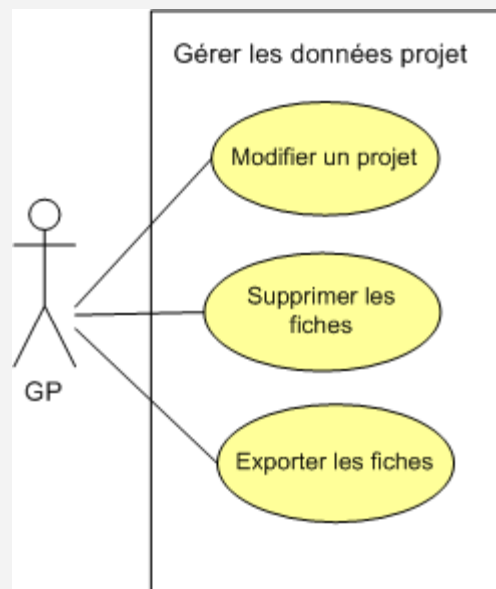 Gérer les données projet
Modifier un projet
Supprimer les
fiches
GP
Exporter les fiches